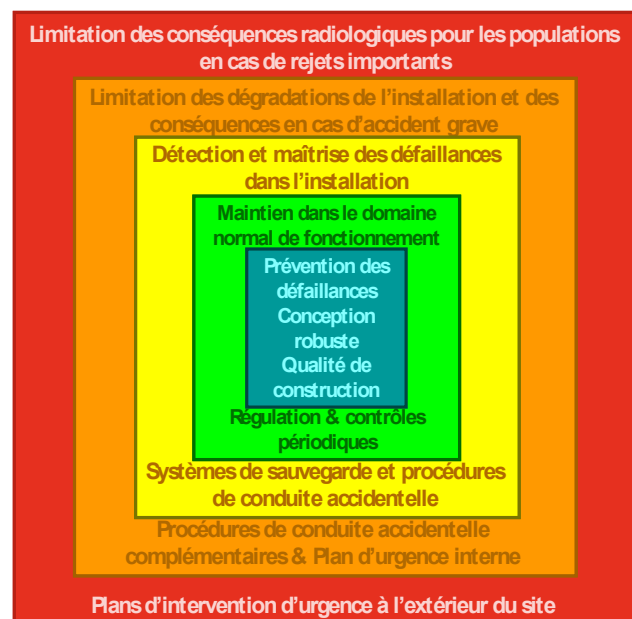 Limitation des conséquences radiologiques pour les populations
en cas de rejets importants
Limitation des dégradations de l'installation et des
conséquences en cas d'accident grave
Détection et maîtrise des défaillances
dans l'installation
Maintien dans le domaine
normal de fonctionnement
Prévention des
défaillances
Conception
robuste
Qualité de
construction
Régulation & contrôles
périodiques
Systèmes de sauvegarde et procédures
de conduite accidentelle
Procédures de conduite accidentelle
complémentaires & Plan d'urgence interne
Plans d'intervention d'urgence à l'extérieur du site